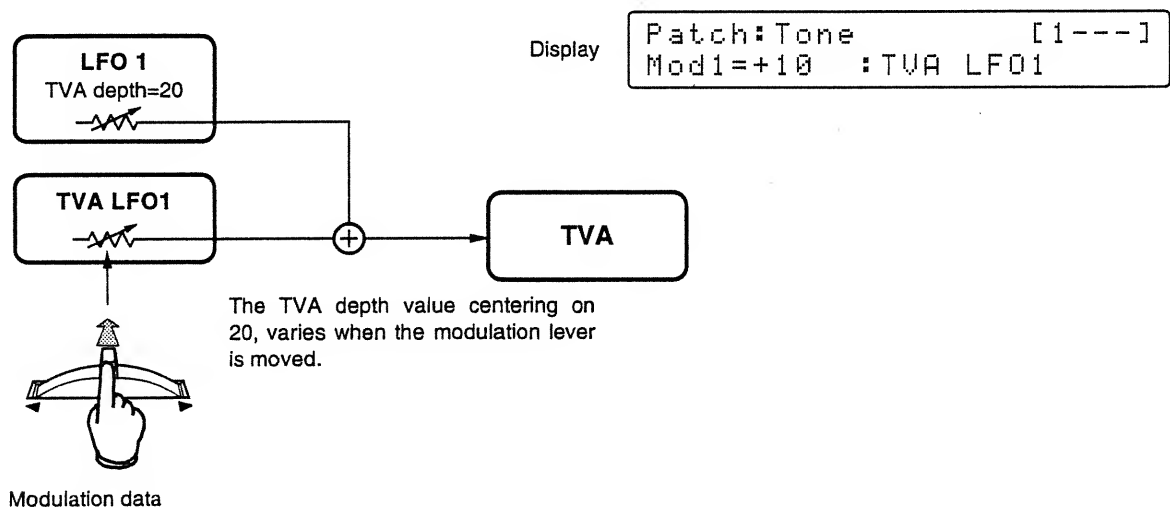 LFO 1
TVA depth=20
Display
Patch:Tone [1---]
Mod1=+10 :TVA LFO1
TVA LFO1
TVA
The TVA depth value centering on
20, varies when the modulation lever
is moved.
Modulation data